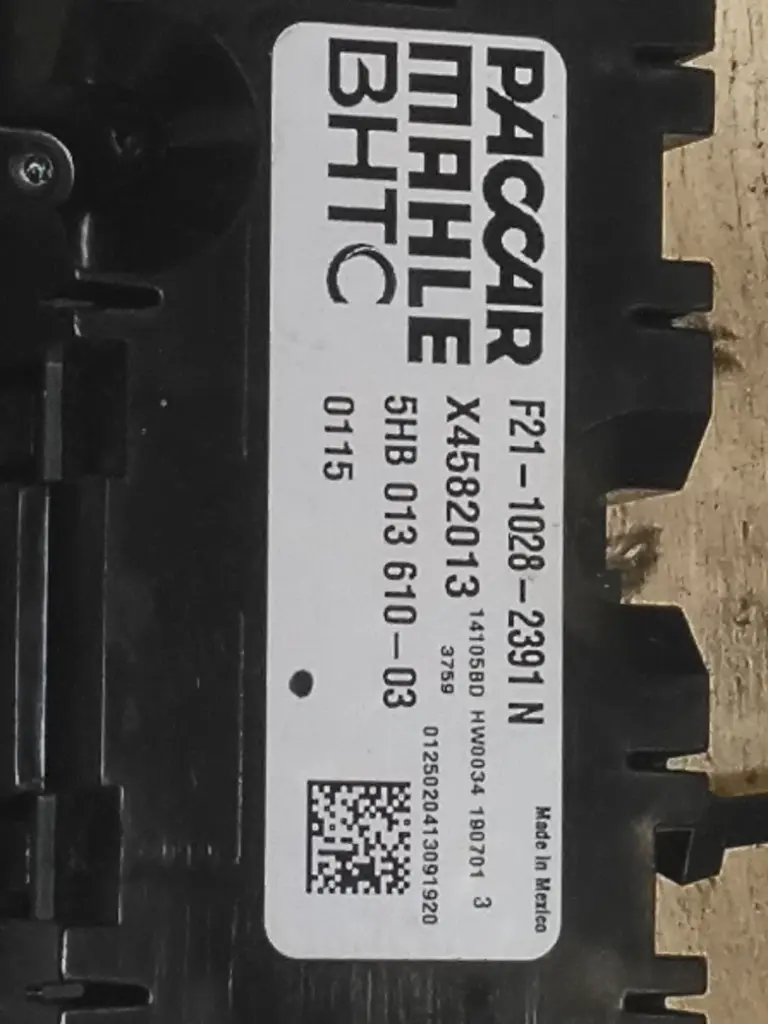 PACCAR
MAHLE
BHTC
F21-1028-2391 N
Made in Mexico
X4582013
14105BD HW0034 190701 3
3759
5HB 013 610-03
0125020413091920
0115